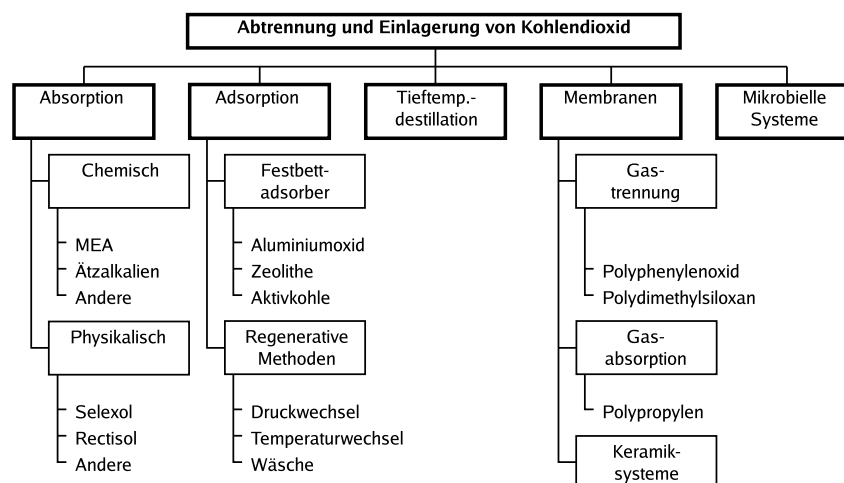 Abtrennung und Einlagerung von Kohlendioxid
Absorption
Adsorption
Tieftemp.-
destillation
Membranen
Mikrobielle
Systeme
Chemisch
MEA
Ätzalkalien
Andere
Physikalisch
Selexol
Rectisol
Andere
Festbett-
adsorber
Aluminiumoxid
Zeolithe
Aktivkohle
Regenerative
Methoden
Druckwechsel
Temperaturwechsel
Wäsche
Gas-
trennung
Polyphenylenoxid
Polydimethylsiloxan
Gas-
absorption
Polypropylen
Keramik-
systeme